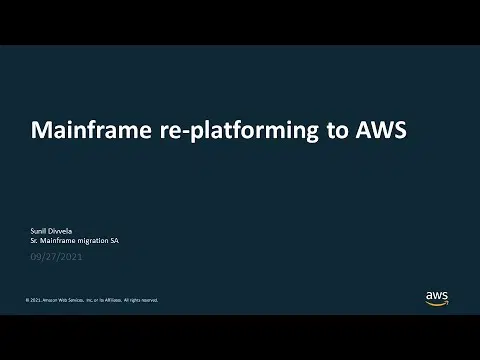 Mainframe re-platforming to AWS
Sunil Divvela
Sr. Mainframe migration SA
09/27/2021
© 2021, Amazon Web Services, Inc. or its Affiliates. All rights reserved.
aws